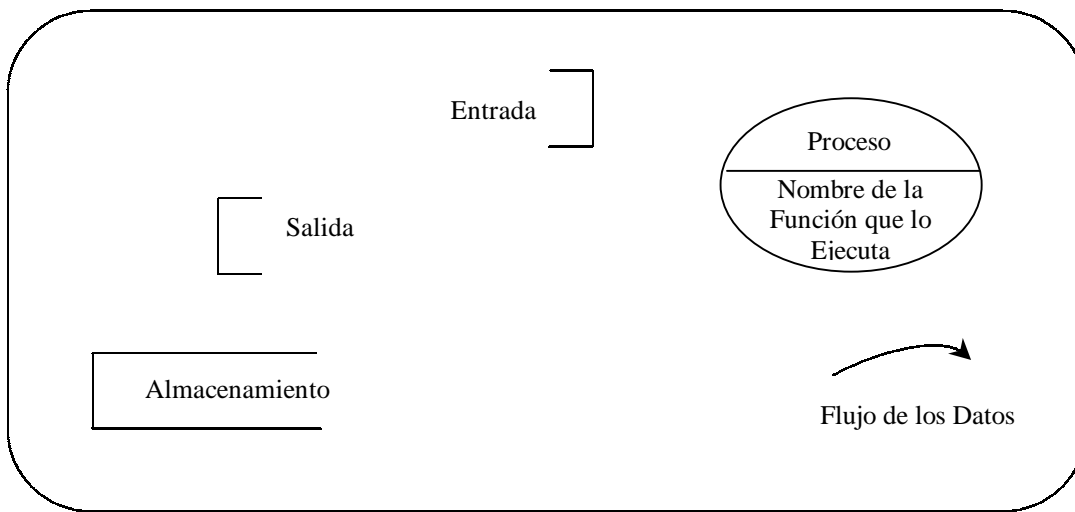 Entrada
Proceso
Nombre de la
Función que lo
Ejecuta
Salida
Almacenamiento
Flujo de los Datos